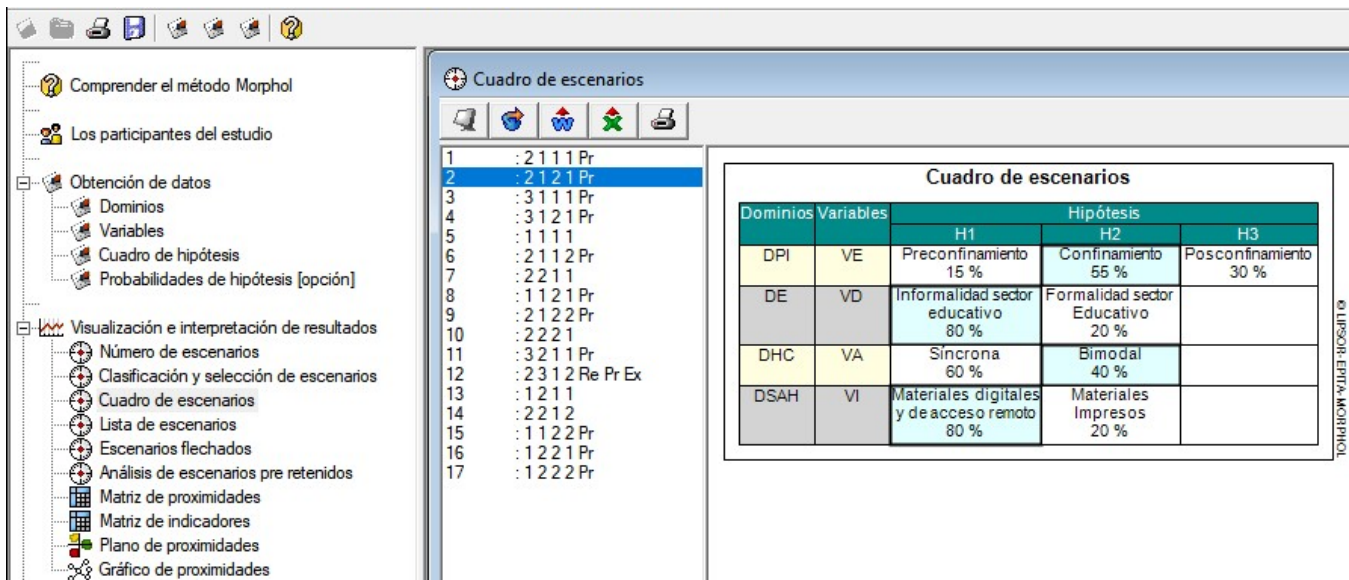 Comprender el método Morphol
Los participantes del estudio
Obtención de datos
Dominios
Variables
Cuadro de hipótesis
Probabilidades de hipótesis [opción]
Visualización e interpretación de resultados
Número de escenarios
Clasificación y selección de escenarios
Cuadro de escenarios
Lista de escenarios
Escenarios flechados
Análisis de escenarios pre retenidos
Matriz de proximidades
Matriz de indicadores
Plano de proximidades
Gráfico de proximidades
Cuadro de escenarios
1 : 2 1 1 1 Pr
2 : 2 1 2 1 Pr
3 : 3 1 1 1 Pr
4 : 3 1 2 1 Pr
5 : 1 1 1 1
6 : 2 1 1 2 Pr
7 : 2 2 1 1
8 : 1 1 2 1 Pr
9 : 2 1 2 2 Pr
10 : 2 2 2 1
11 : 3 2 1 1 Pr
12 : 2 3 1 2 Re Pr Ex
13 : 1 2 1 1
14 : 2 2 1 2
15 : 1 1 2 2 Pr
16 : 1 2 2 1 Pr
17 : 1 2 2 2 Pr
Cuadro de escenarios
Dominios Variables Hipótesis
H1 H2 H3
DPI VE Preconfinamiento Confinamiento Posconfinamiento
15 % 55 % 30 %
DE VD Informalidad sector Formalidad sector
educativo Educativo
80 % 20 %
DHC VA Síncrona Bimodal
60 % 40 %
DSAH VI Materiales digitales Materiales
y de acceso remoto Impresos
80 % 20 %
© LIPSOR-EPITA-MORPHOL